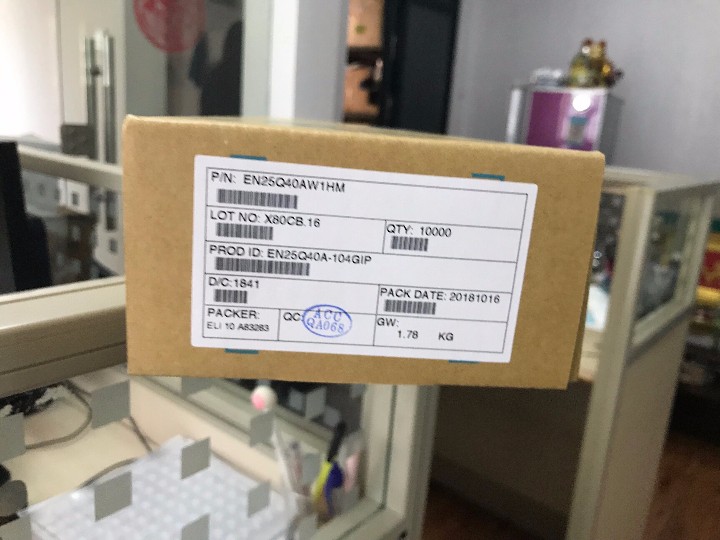 P/N: EN25Q40AW1HM
LOT NO: X80CB.16
QTY: 10000
PROD ID: EN25Q40A-104GIP
D/C:1841
PACK DATE: 20181016
PACKER:
ELI 10 A63263
QC:
ACC
QA068
GW:
1.78 KG